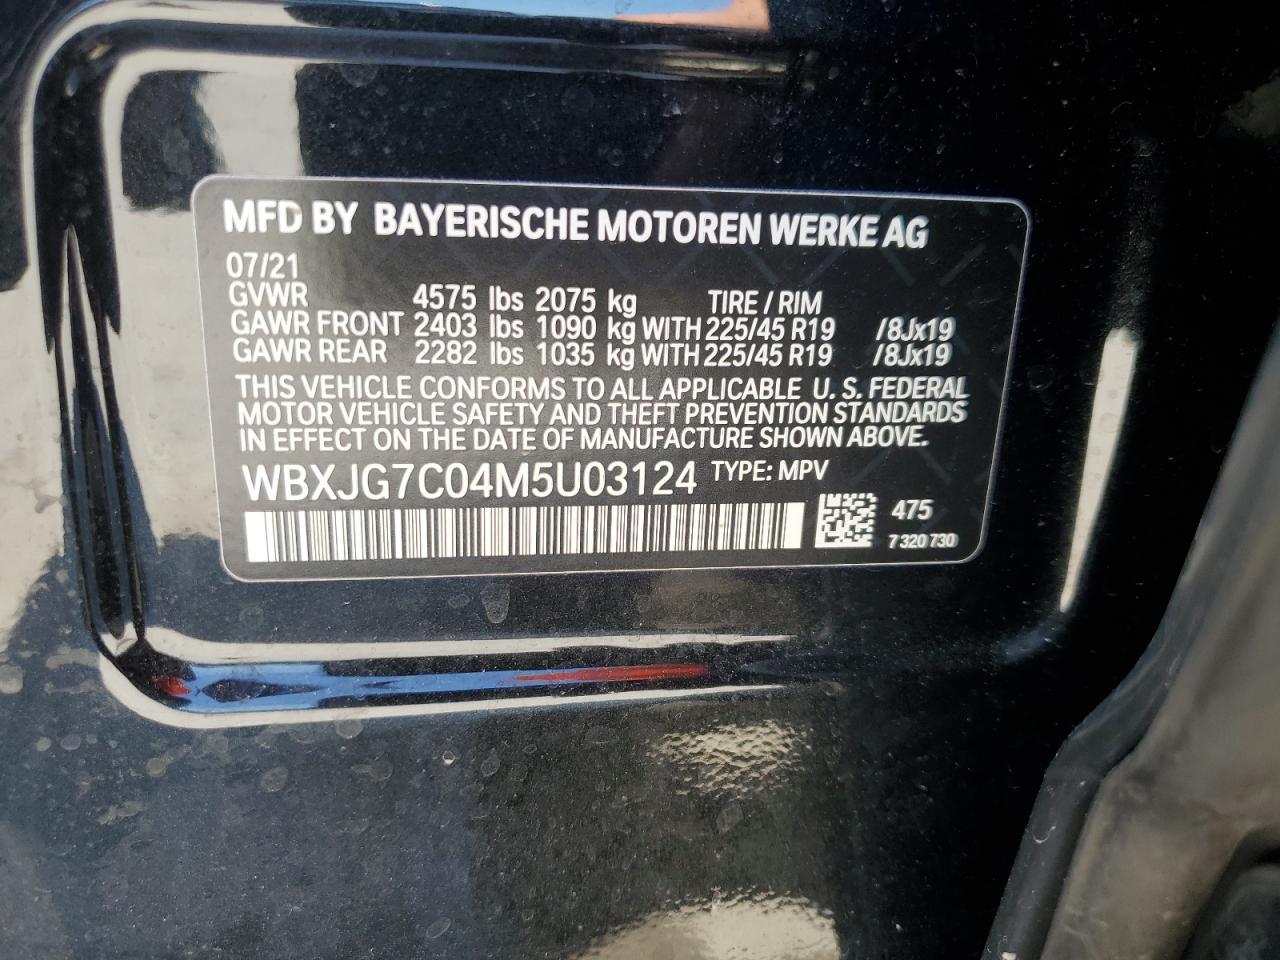 MFD BY BAYERISCHE MOTOREN WERKE AG
07/21
GVWR 4575 lbs 2075 kg TIRE / RIM
GAWR FRONT 2403 lbs 1090 kg WITH 225/45 R19 /8Jx19
GAWR REAR 2282 lbs 1035 kg WITH 225/45 R19 /8Jx19
THIS VEHICLE CONFORMS TO ALL APPLICABLE U. S. FEDERAL
MOTOR VEHICLE SAFETY AND THEFT PREVENTION STANDARDS
IN EFFECT ON THE DATE OF MANUFACTURE SHOWN ABOVE.
WBXJG7C04M5U03124 TYPE: MPV
475
7 320 730